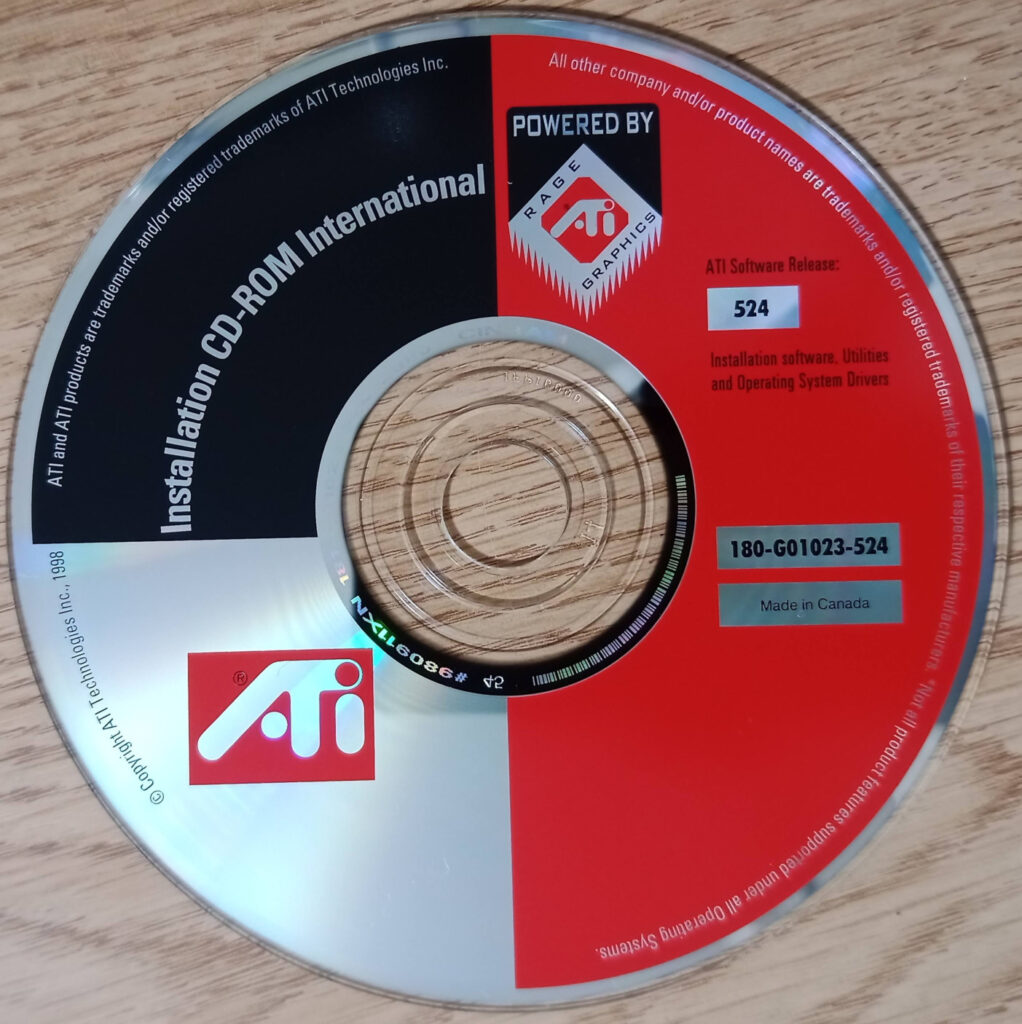 ATI and ATI products are trademarks and/or registered trademarks of ATI Technologies Inc.
Installation CD-ROM International
All other company and/or product names are trademarks and/or registered trademarks of their respective manufacturers. *Not all product features supported under all Operating Systems.
POWERED BY
RAGE
ATi
GRAPHICS
ATI Software Release:
524
Installation software, Utilities
and Operating System Drivers
180-G01023-524
Made in Canada
#980911XN
45
ATi
®
© Copyright ATI Technologies Inc., 1998